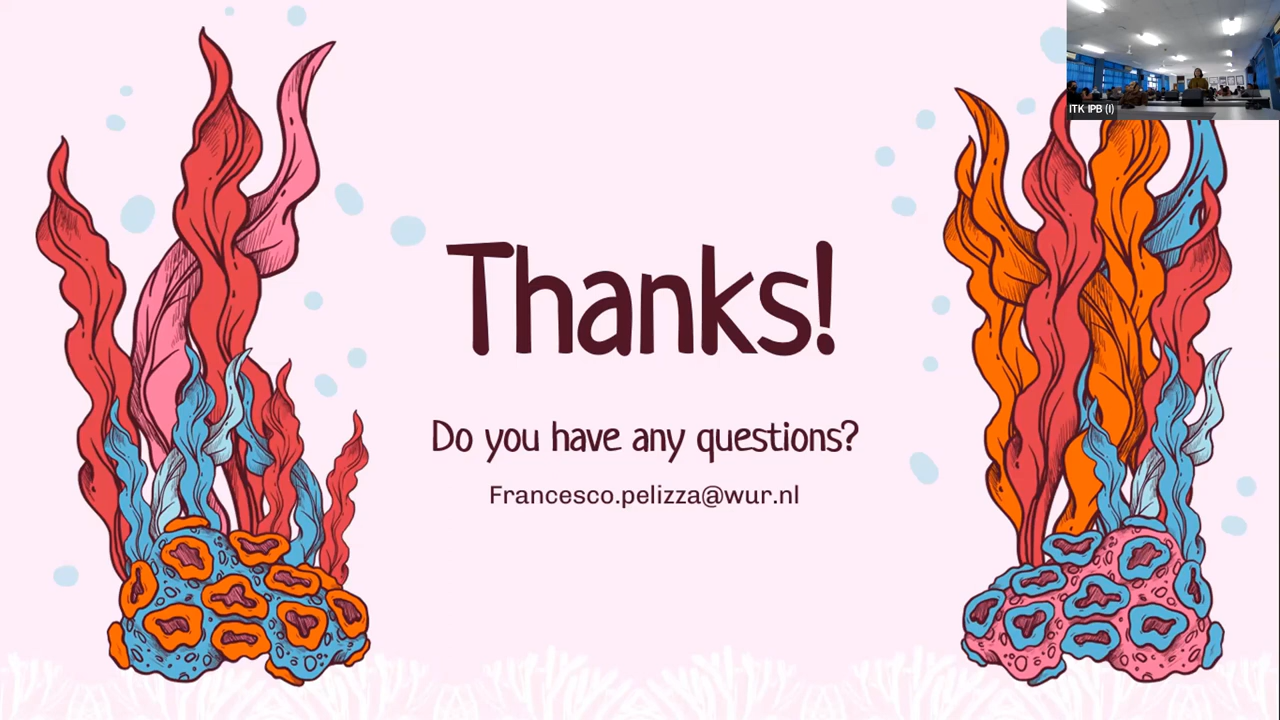 ITK IPB (I)
Thanks!
Do you have any questions?
Francesco.pelizza@wur.nl